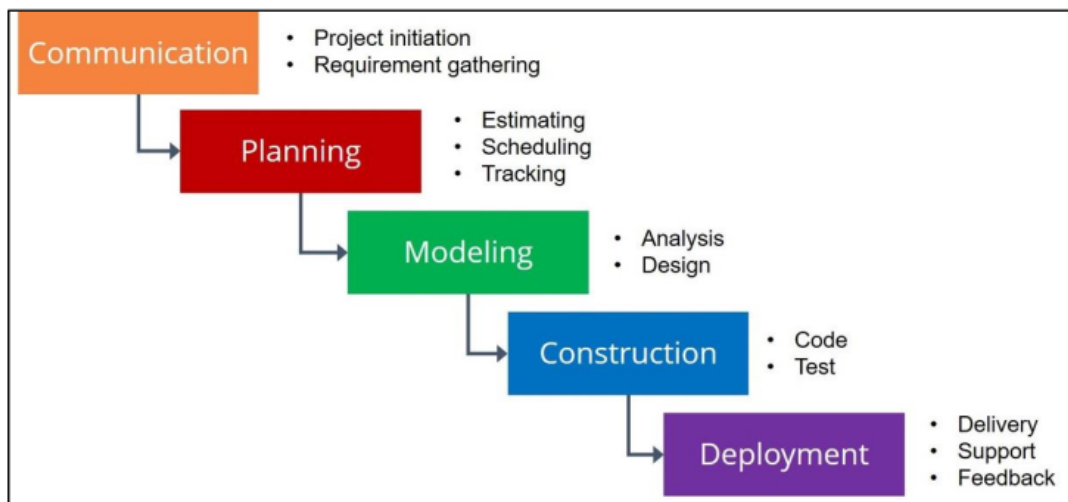 Communication
• Project initiation
• Requirement gathering
Planning
• Estimating
• Scheduling
• Tracking
Modeling
• Analysis
• Design
Construction
• Code
• Test
Deployment
• Delivery
• Support
• Feedback